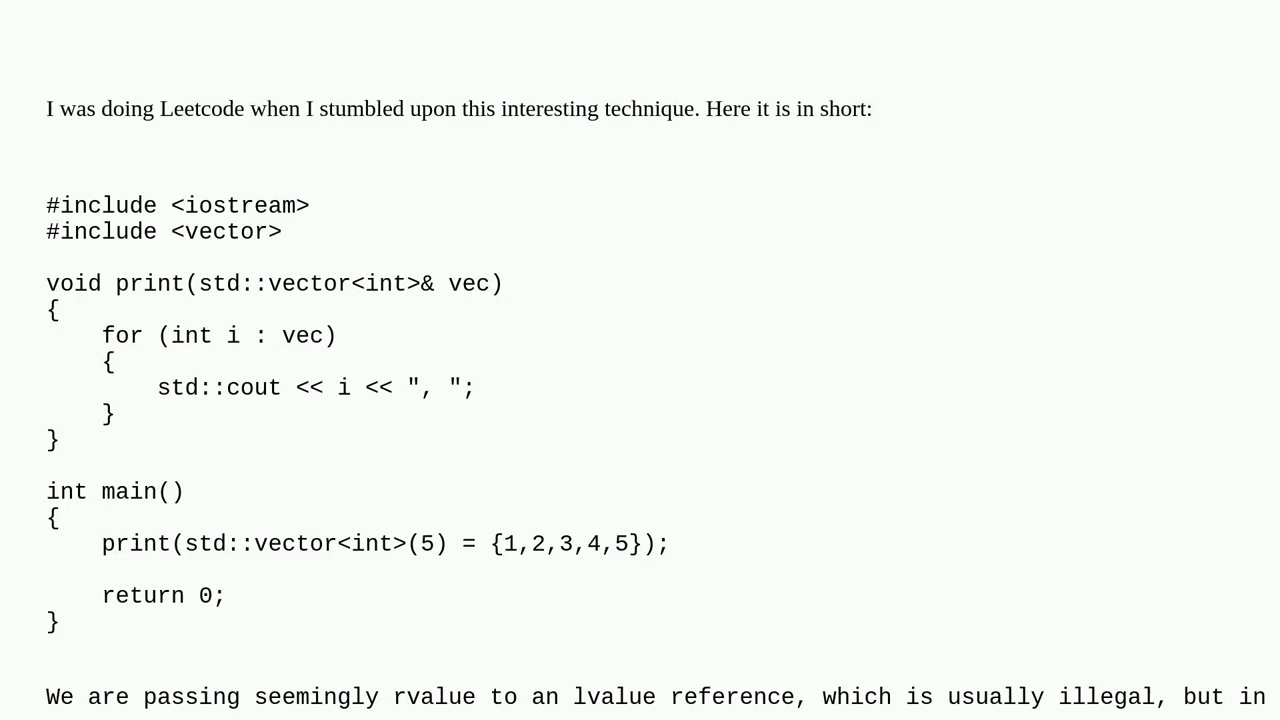 I was doing Leetcode when I stumbled upon this interesting technique. Here it is in short:
#include <iostream>
#include <vector>
void print(std::vector<int>& vec)
{
    for (int i : vec)
    {
        std::cout << i << ", ";
    }
}
int main()
{
    print(std::vector<int>(5) = {1,2,3,4,5});
    return 0;
}
We are passing seemingly rvalue to an lvalue reference, which is usually illegal, but in